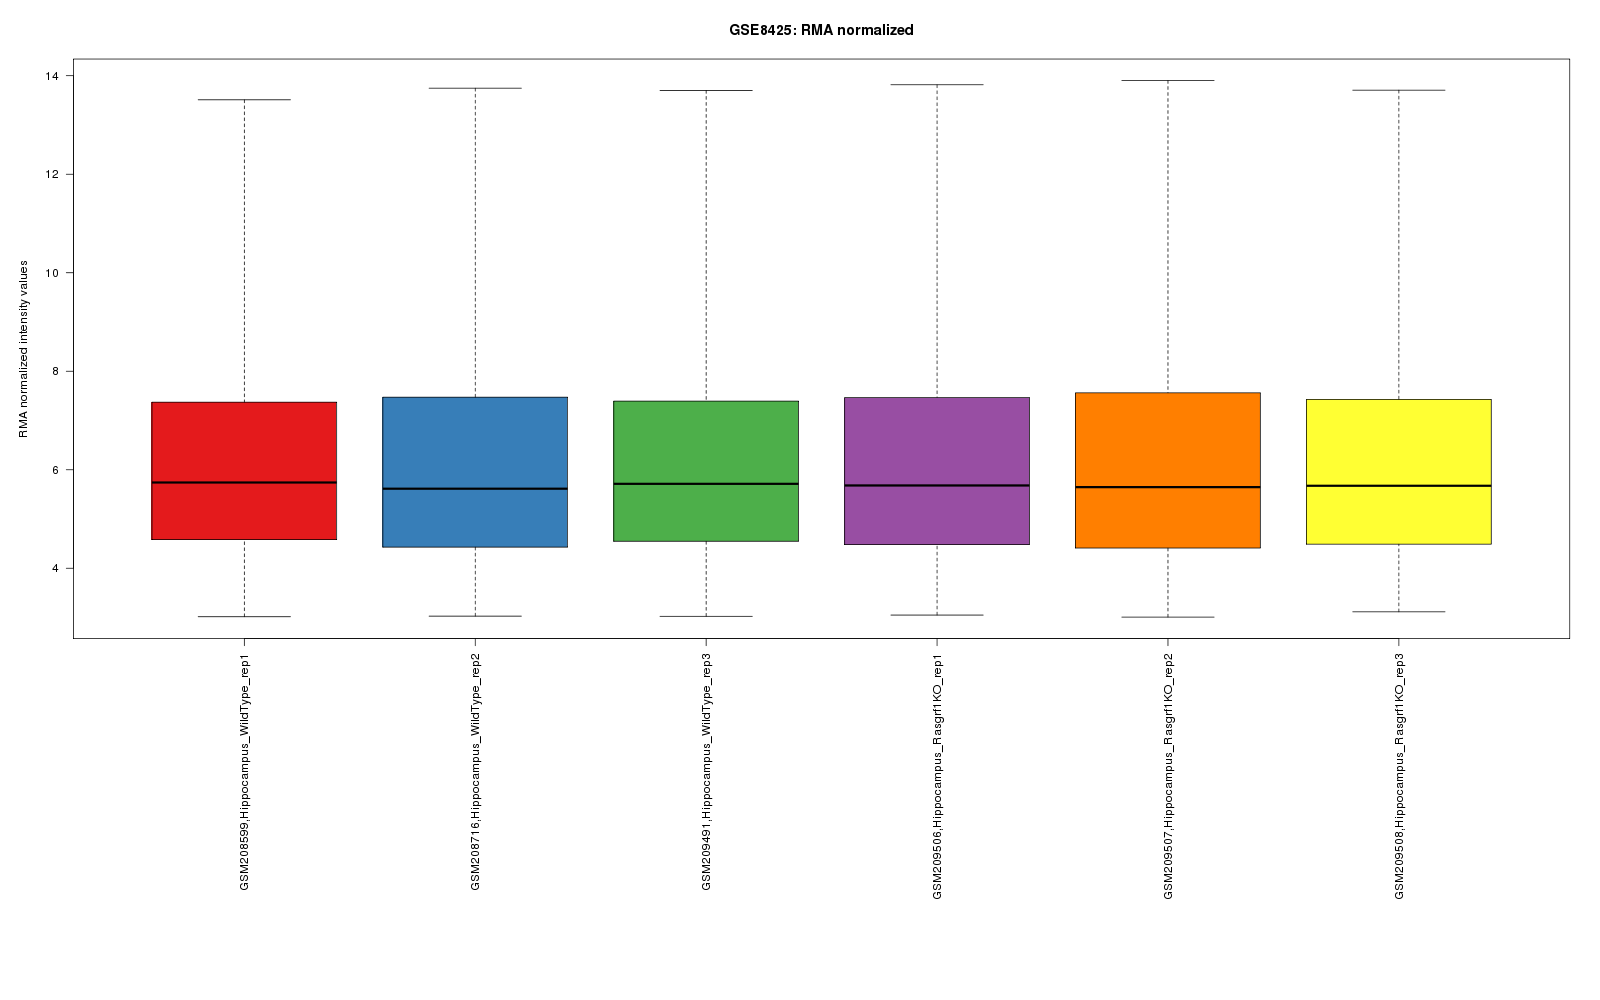 GSE8425: RMA normalized
RMA normalized intensity values
14
12
10
8
6
4
GSM208599,Hippocampus_WildType_rep1
GSM208716,Hippocampus_WildType_rep2
GSM209491,Hippocampus_WildType_rep3
GSM209506,Hippocampus_Rasgrf1KO_rep1
GSM209507,Hippocampus_Rasgrf1KO_rep2
GSM209508,Hippocampus_Rasgrf1KO_rep3